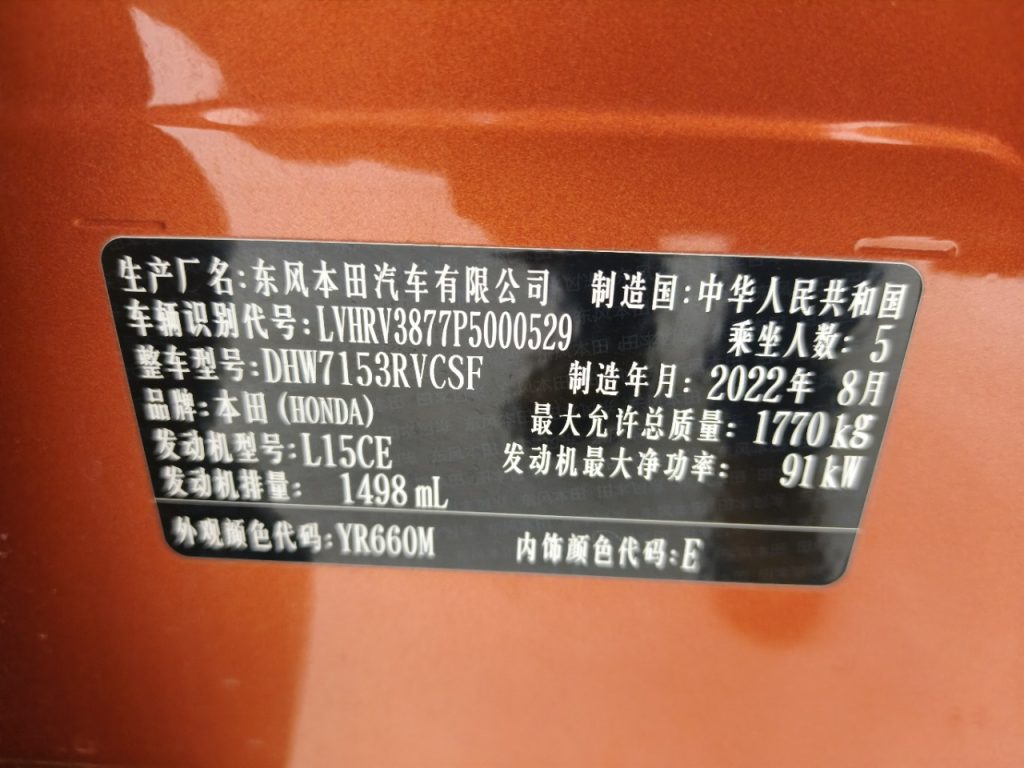 生产厂名:东风本田汽车有限公司 制造国:中华人民共和国
车辆识别代号:LVHRV3877P5000529 乘坐人数: 5
整车型号:DHW7153RVCSF 制造年月: 2022年 8月
品牌:本田(HONDA) 最大允许总质量: 1770kg
发动机型号:L15CE 发动机最大净功率: 91kW
发动机排量: 1498mL
外观颜色代码:YR660M 内饰颜色代码:E